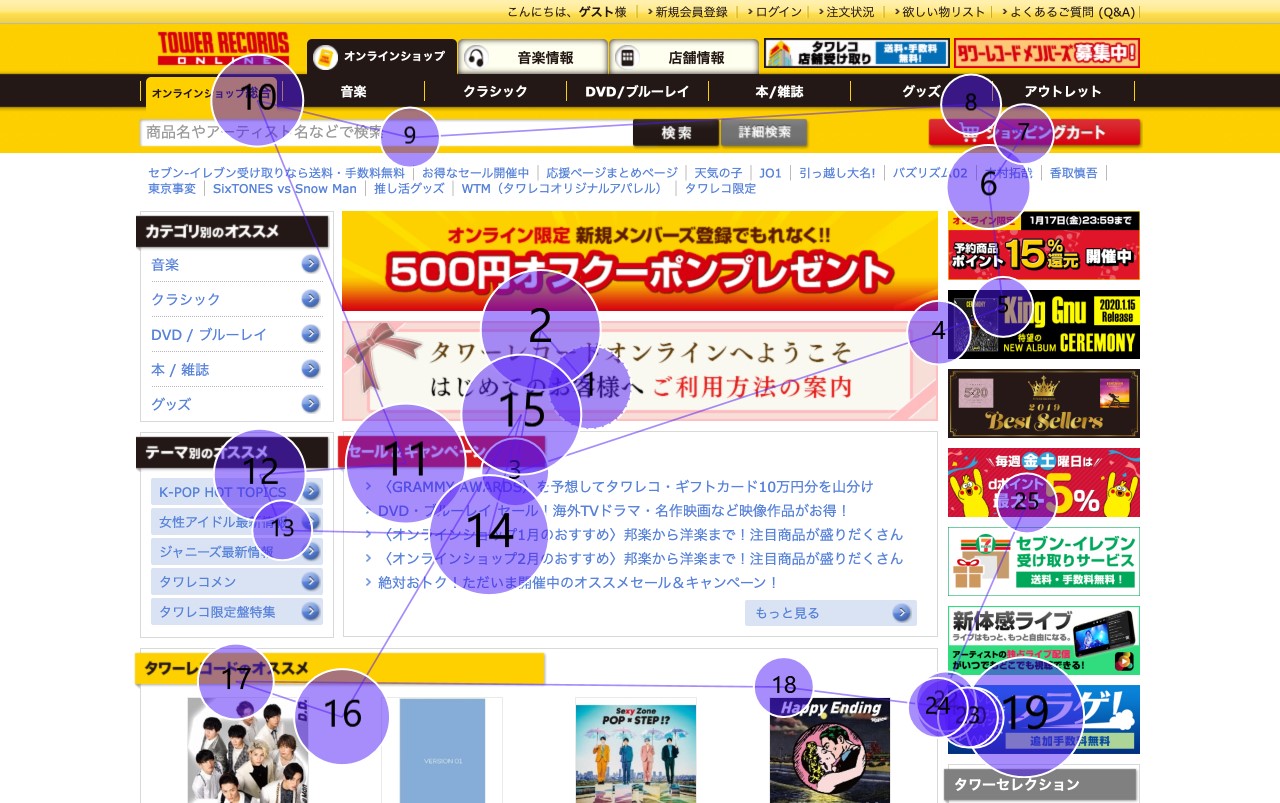 こんにちは、ゲスト様 新規会員登録 ログイン 注文状況 欲しい物リスト よくあるご質問 (Q&A)
TOWER RECORDS
ONLINE
オンラインショップ 音楽情報 店舗情報
タワレコ
店舗受け取り
送料・手数料
無料!
タワーレコード メンバーズ募集中!
オンラインショップ総合 音楽 クラシック DVD/ブルーレイ 本/雑誌 グッズ アウトレット
商品名やアーティスト名などで検索 検索 詳細検索 ショッピングカート
セブン-イレブン受け取りなら送料・手数料無料 お得なセール開催中 応援ページまとめページ 天気の子 JO1 引っ越し大名! バズリズム02 木村拓哉 香取慎吾
東京事変 SixTONES vs Snow Man 推し活グッズ WTM（タワレコオリジナルアパレル） タワレコ限定
カテゴリ別のオススメ
音楽
クラシック
DVD / ブルーレイ
本 / 雑誌
グッズ
テーマ別のオススメ
K-POP HOT TOPICS
女性アイドル最新情報
ジャニーズ最新情報
タワレコメン
タワレコ限定盤特集
オンライン限定 新規メンバーズ登録でもれなく!!
500円オフクーポンプレゼント
タワーレコードオンラインへようこそ
はじめてのお客様へ ご利用方法の案内
セール＆キャンペーン
〈GRAMMY AWARDS〉を予想してタワレコ・ギフトカード10万円分を山分け
DVD・ブルーレイ セール！海外TVドラマ・名作映画など映像作品がお得！
〈オンラインショップ1月のおすすめ〉邦楽から洋楽まで！注目商品が盛りだくさん
〈オンラインショップ2月のおすすめ〉邦楽から洋楽まで！注目商品が盛りだくさん
絶対おトク！ただいま開催中のオススメセール＆キャンペーン！
もっと見る
オンライン限定 1月17日(金)23:59まで
予約商品
ポイント
15%還元 開催中
CEREMONY
King Gnu
2020.1.15
Release
待望の
NEW ALBUM CEREMONY
5×20
2019
Best Sellers
毎週金土曜日は
dポイント
最大 5%
セブン-イレブン
受け取りサービス
送料・手数料無料！
新体感ライブ
ライブはもっと、もっと自由になる。
アーティストの独占ライブ配信
がいつでもどこでも視聴できる!
フラゲ!
追加手数料無料
タワーセレクション
タワーレコードのオススメ
D.D.
VERSION 01
Sexy Zone
POP × STEP!?
Happy Ending
1
2
3
4
5
6
7
8
9
10
11
12
13
14
15
16
17
18
19
23
24
25